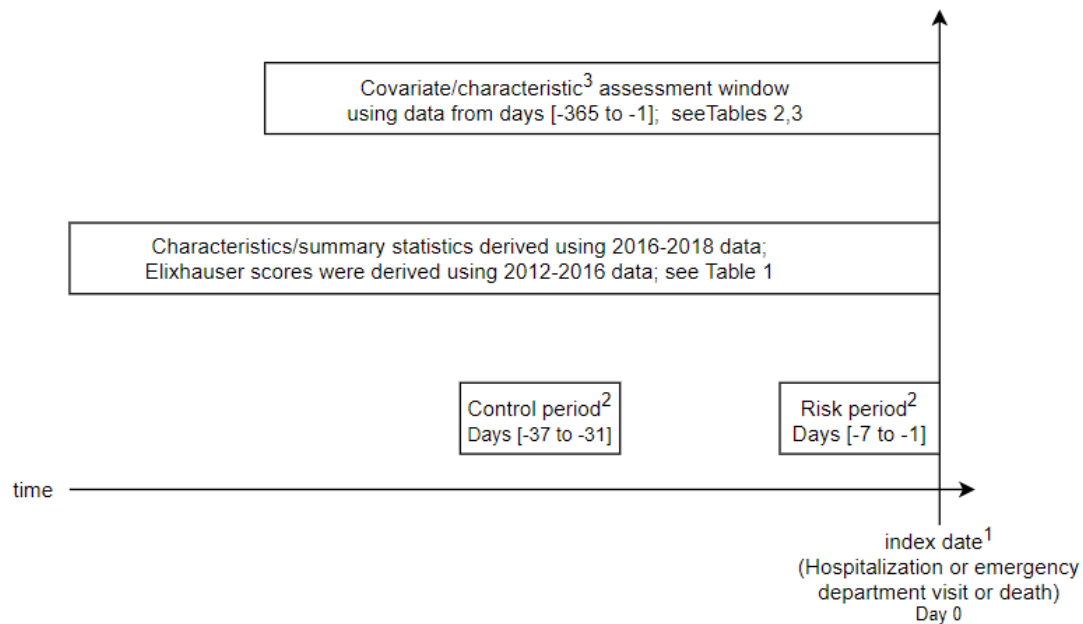 Covariate/characteristic3 assessment window
using data from days [-365 to -1];  seeTables 2,3
Characteristics/summary statistics derived using 2016-2018 data;
Elixhauser scores were derived using 2012-2016 data; see Table 1
Control period2
Days [-37 to -31]
Risk period2
Days [-7 to -1]
time
index date1
(Hospitalization or emergency
department visit or death)
Day 0